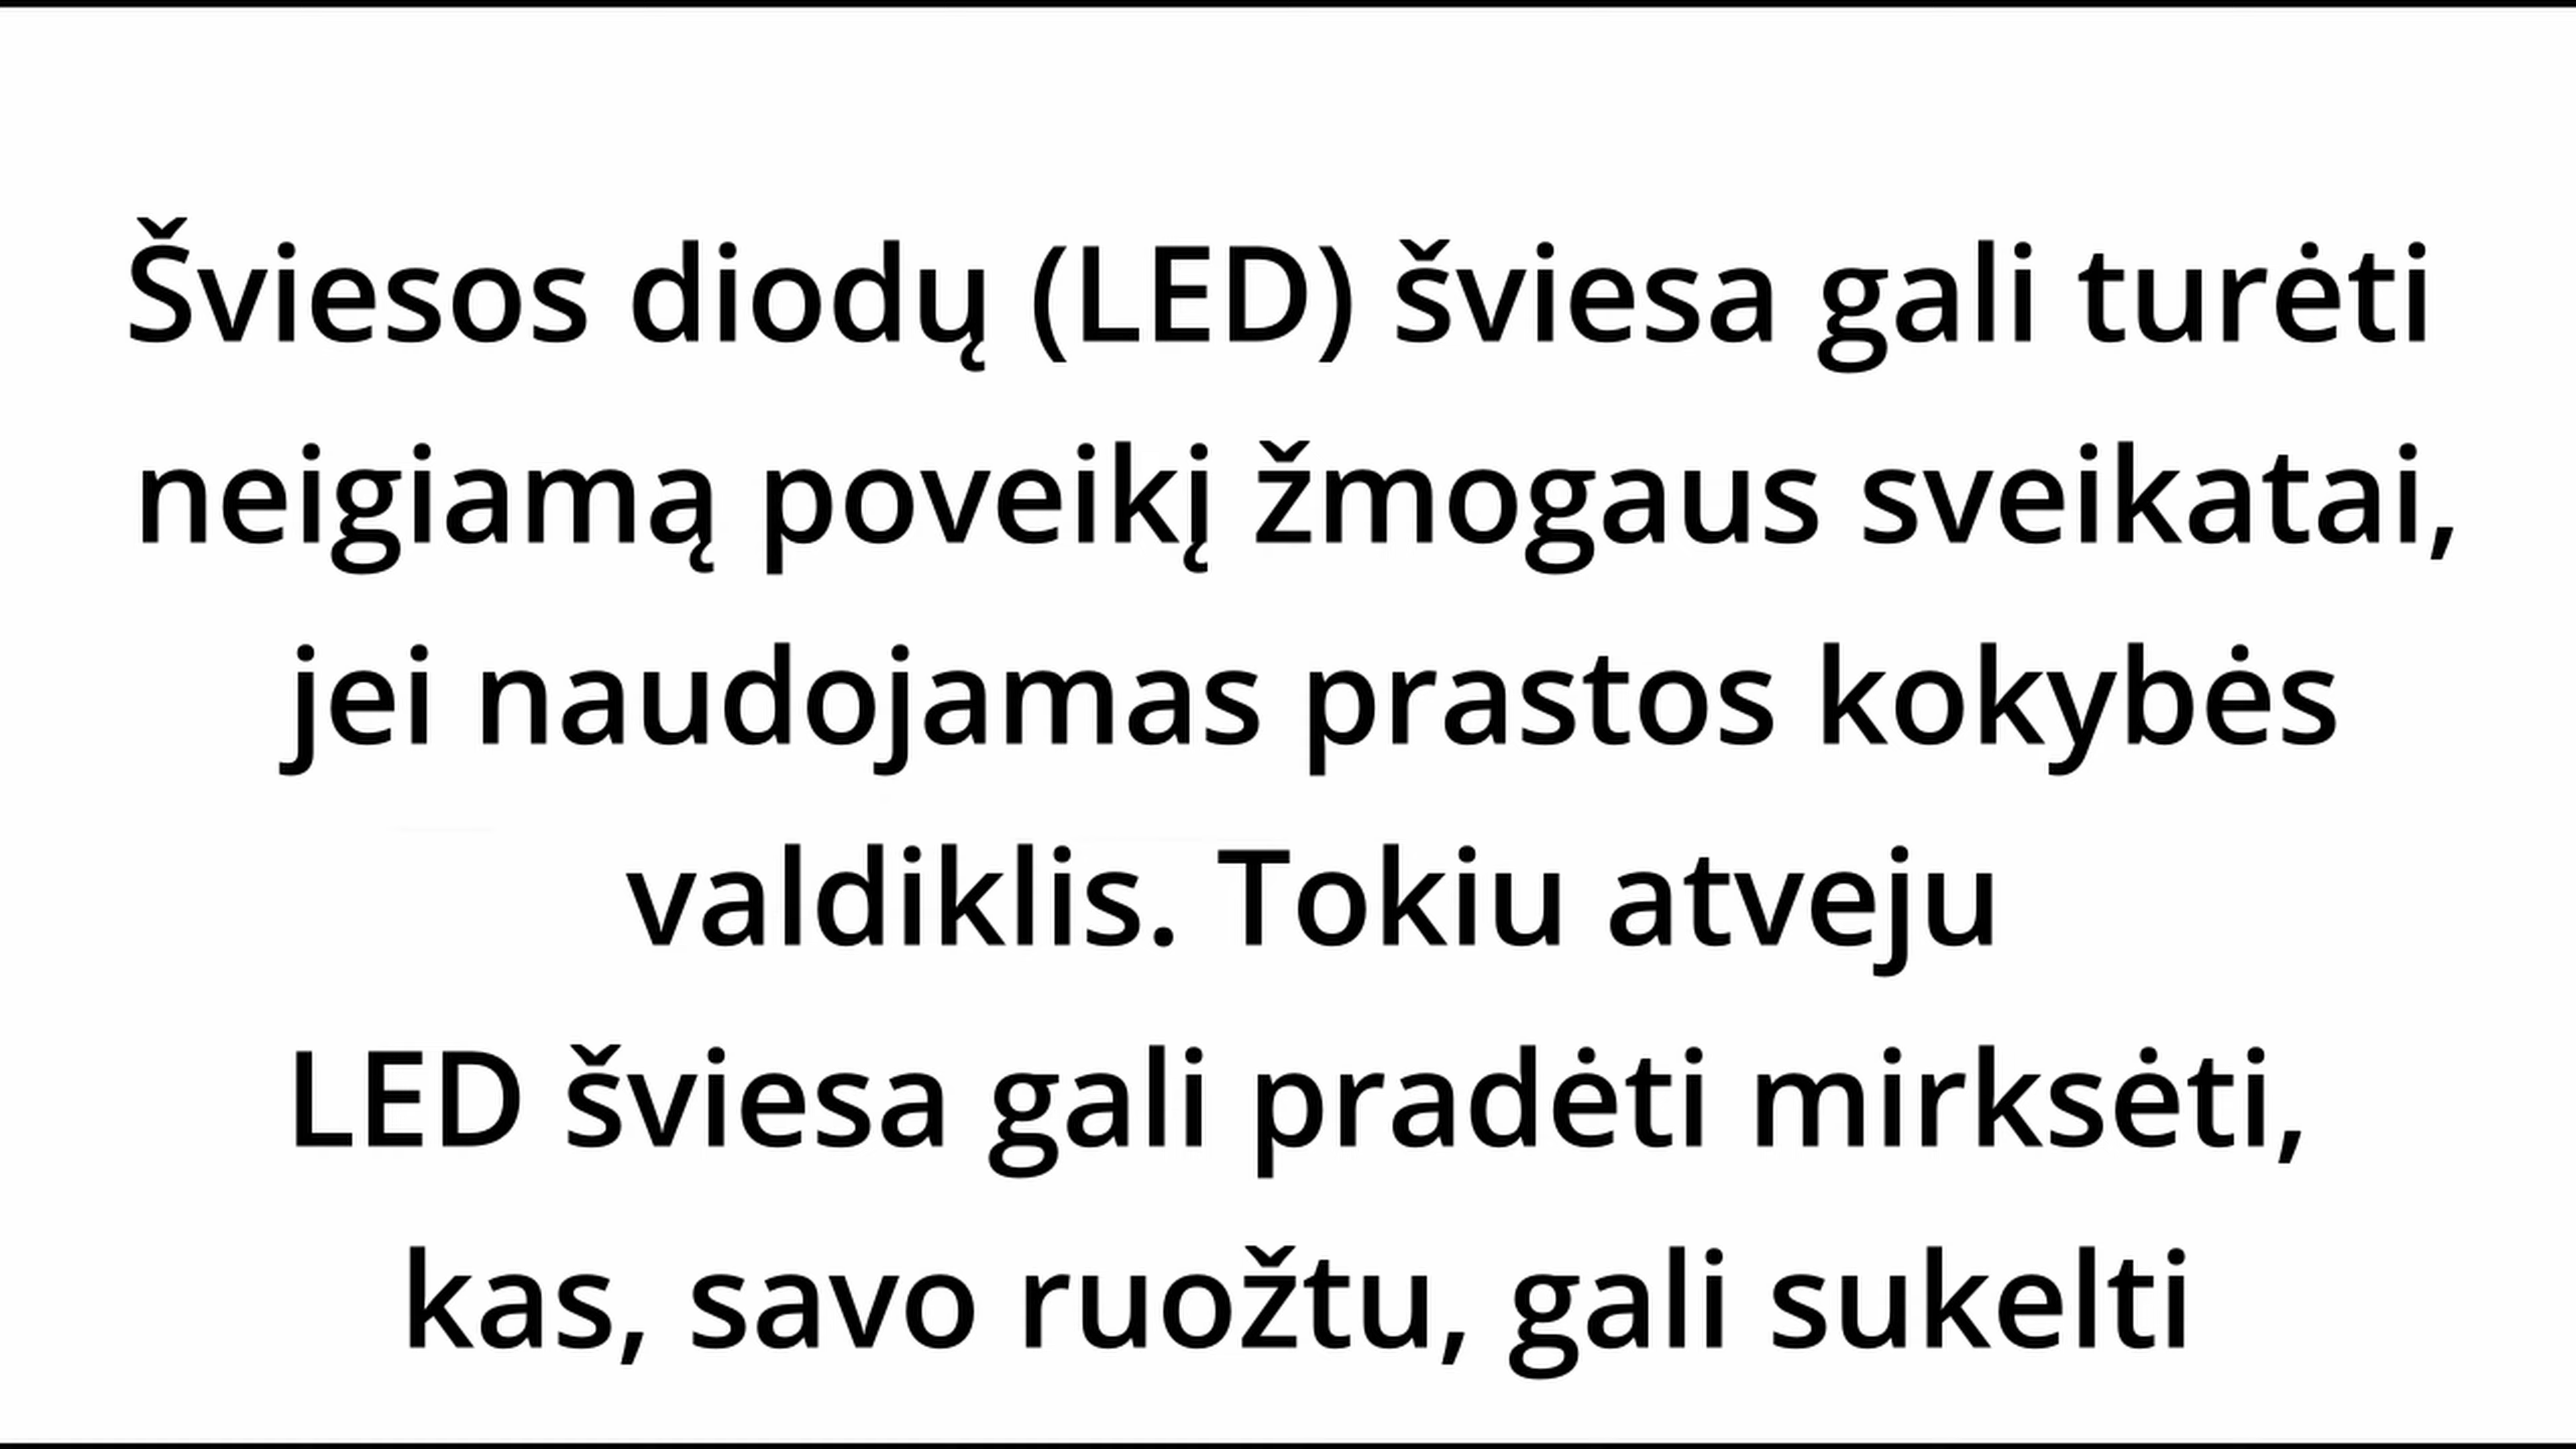 Šviesos diodų (LED) šviesa gali turėti
neigiamą poveikį žmogaus sveikatai,
jei naudojamas prastos kokybės
valdiklis. Tokiu atveju
LED šviesa gali pradėti mirksėti,
kas, savo ruožtu, gali sukelti